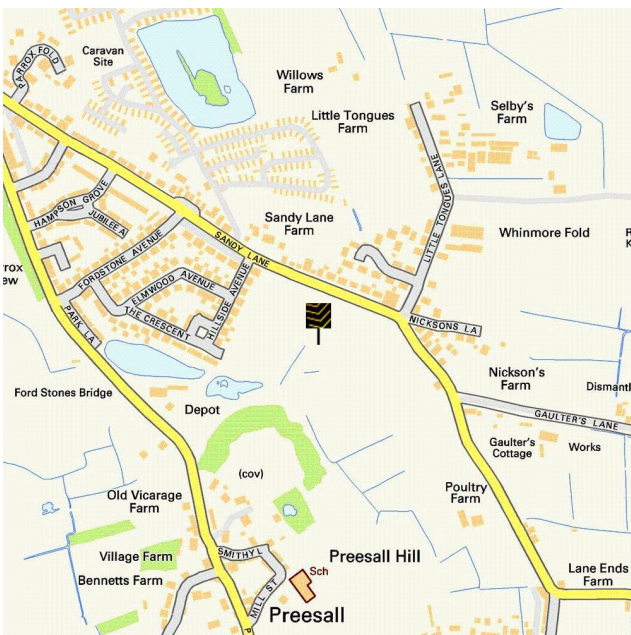 PARROX FOLD
Caravan
Site
Willows
Farm
Little Tongues
Farm
Selby's
Farm
LITTLE TONGUES LANE
HAMPSON GROVE
JUBILEE A
Sandy Lane
Farm
SANDY LANE
Whinmore Fold
FORDSTONE AVENUE
ELMWOOD AVENUE
THE CRESCENT
HILLSIDE AVENUE
PARK LA
NICKSONS LA
Nickson's
Farm
Ford Stones Bridge
Depot
GAULTER'S LANE
Gaulter's
Cottage
Works
(cov)
Poultry
Farm
Old Vicarage
Farm
Village Farm
Bennetts Farm
SMITHY L
MILL ST
Sch
Preesall Hill
Preesall
Lane Ends
Farm